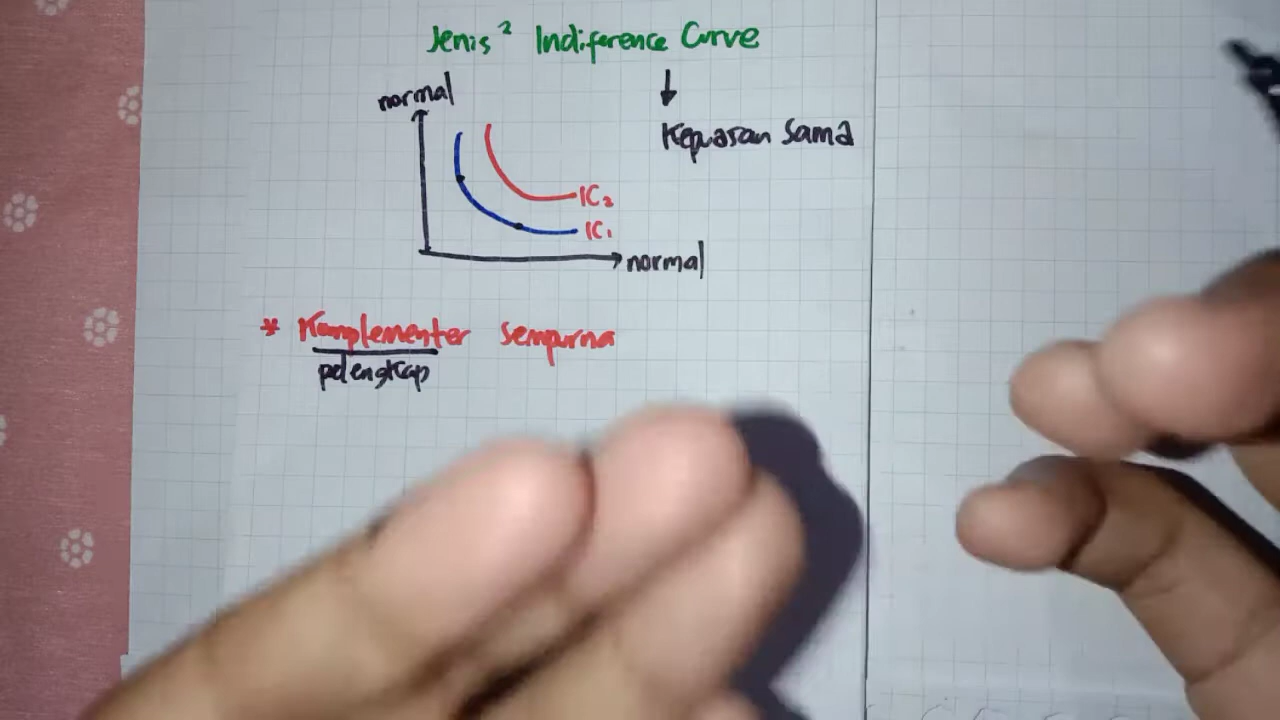 Jenis² Indiference Curve
Kepuasan Sama
normal
IC₂
IC₁
normal
* Komplementer Sempurna
pelengkap